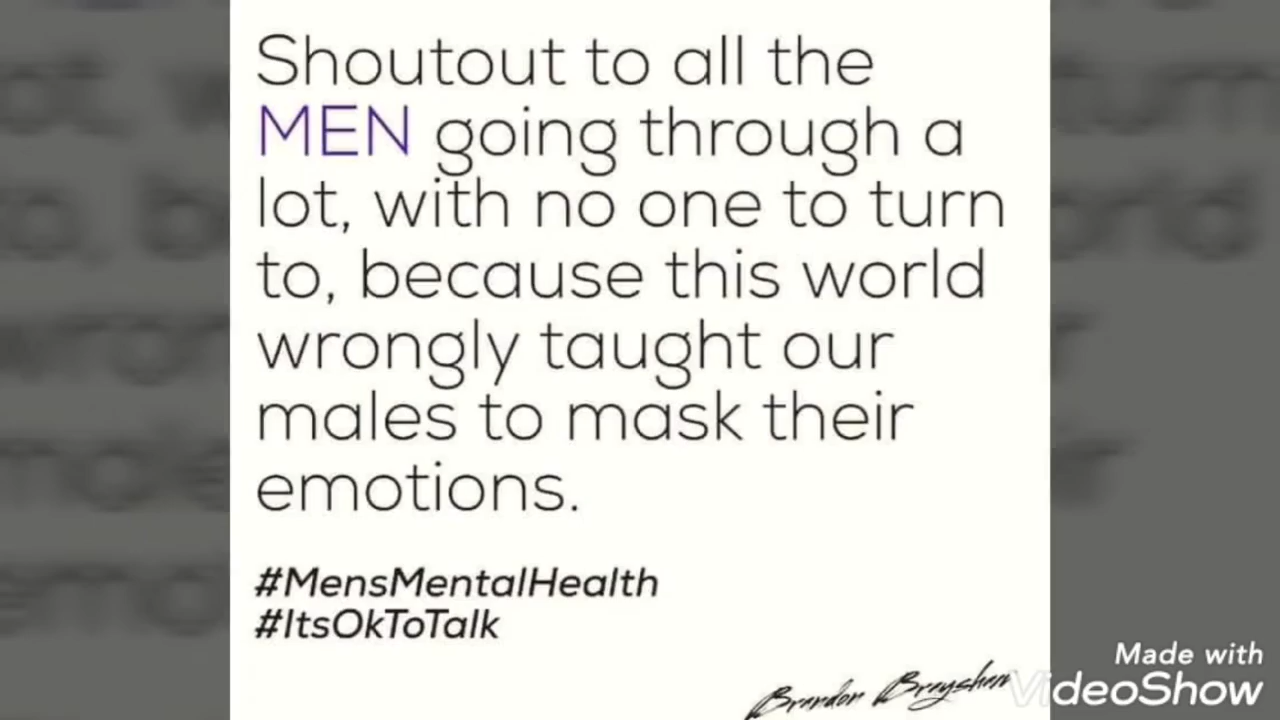 Shoutout to all the
MEN going through a
lot, with no one to turn
to, because this world
wrongly taught our
males to mask their
emotions.
#MensMentalHealth
#ItsOkToTalk
Brandon
Made with
VideoShow